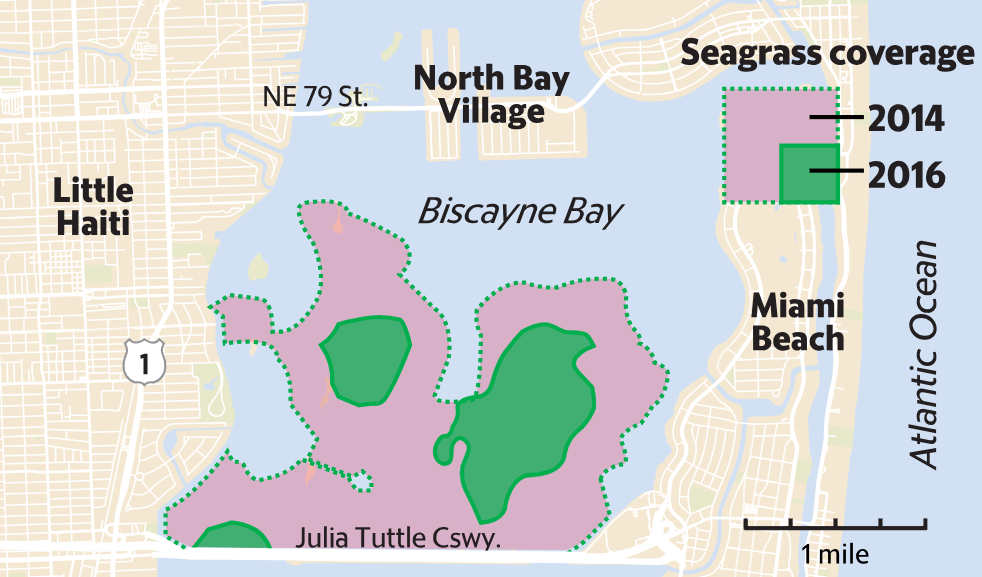 Seagrass coverage
North Bay
Village
NE 79 St.
2014
2016
Little
Haiti
Biscayne Bay
Atlantic Ocean
Miami
Beach
1
Julia Tuttle Cswy.
1 mile